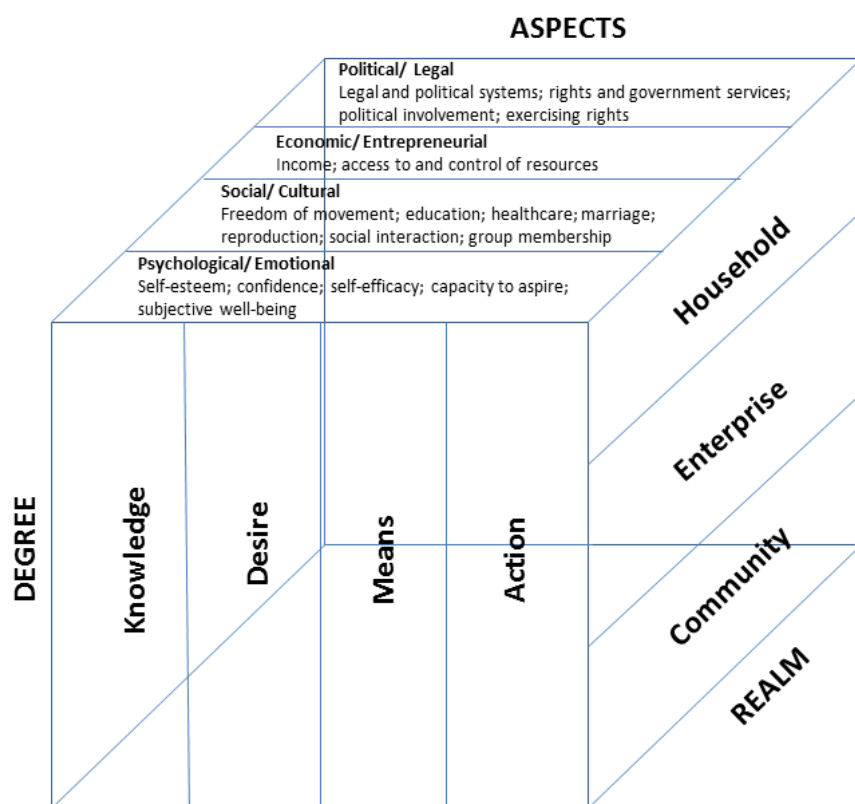 ASPECTS
Political/ Legal
Legal and political systems; rights and government services;
political involvement; exercising rights
Economic/ Entrepreneurial
Income; access to and control of resources
Social/ Cultural
Freedom of movement; education; healthcare; marriage;
reproduction; social interaction; group membership
Psychological/ Emotional
Self-esteem; confidence; self-efficacy; capacity to aspire;
subjective well-being
DEGREE
Knowledge
Desire
Means
Action
Household
Enterprise
Community
REALM